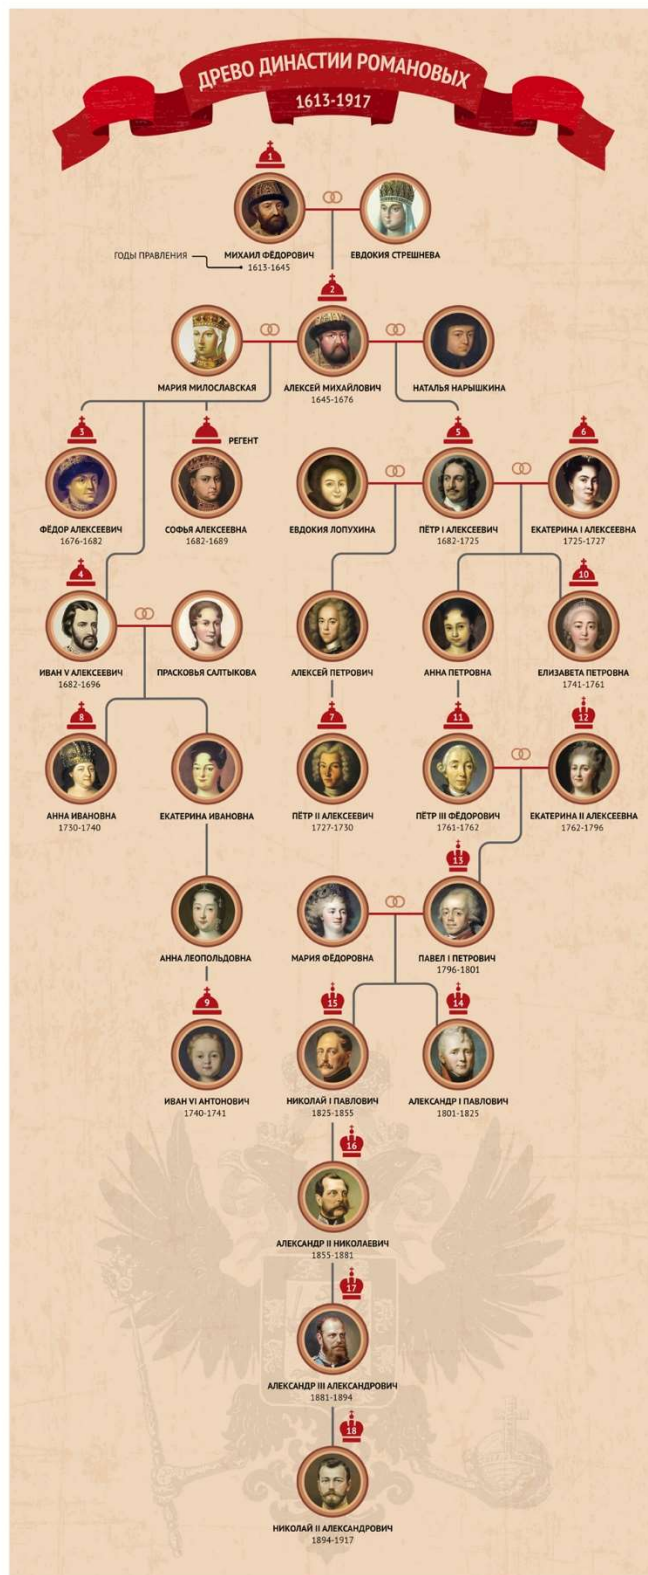 ДРЕВО ДИНАСТИИ РОМАНОВЫХ
1613-1917
1
МИХАИЛ ФЁДОРОВИЧ
ЕВДОКИЯ СТРЕШНЕВА
ГОДЫ ПРАВЛЕНИЯ
1613-1645
2
МАРИЯ МИЛОСЛАВСКАЯ
АЛЕКСЕЙ МИХАЙЛОВИЧ
НАТАЛЬЯ НАРЫШКИНА
1645-1676
3
РЕГЕНТ
5
6
ФЁДОР АЛЕКСЕЕВИЧ
СОФЬЯ АЛЕКСЕЕВНА
ЕВДОКИЯ ЛОПУХИНА
ПЁТР I АЛЕКСЕЕВИЧ
ЕКАТЕРИНА I АЛЕКСЕЕВНА
1676-1682
1682-1689
1682-1725
1725-1727
4
10
ИВАН V АЛЕКСЕЕВИЧ
ПРАСКОВЬЯ САЛТЫКОВА
АЛЕКСЕЙ ПЕТРОВИЧ
АННА ПЕТРОВНА
ЕЛИЗАВЕТА ПЕТРОВНА
1682-1696
1741-1761
8
7
11
12
АННА ИВАНОВНА
ЕКАТЕРИНА ИВАНОВНА
ПЁТР II АЛЕКСЕЕВИЧ
ПЁТР III ФЁДОРОВИЧ
ЕКАТЕРИНА II АЛЕКСЕЕВНА
1730-1740
1727-1730
1761-1762
1762-1796
13
АННА ЛЕОПОЛЬДОВНА
МАРИЯ ФЁДОРОВНА
ПАВЕЛ I ПЕТРОВИЧ
1796-1801
9
15
14
ИВАН VI АНТОНОВИЧ
НИКОЛАЙ I ПАВЛОВИЧ
АЛЕКСАНДР I ПАВЛОВИЧ
1740-1741
1825-1855
1801-1825
16
АЛЕКСАНДР II НИКОЛАЕВИЧ
1855-1881
17
АЛЕКСАНДР III АЛЕКСАНДРОВИЧ
1881-1894
18
НИКОЛАЙ II АЛЕКСАНДРОВИЧ
1894-1917